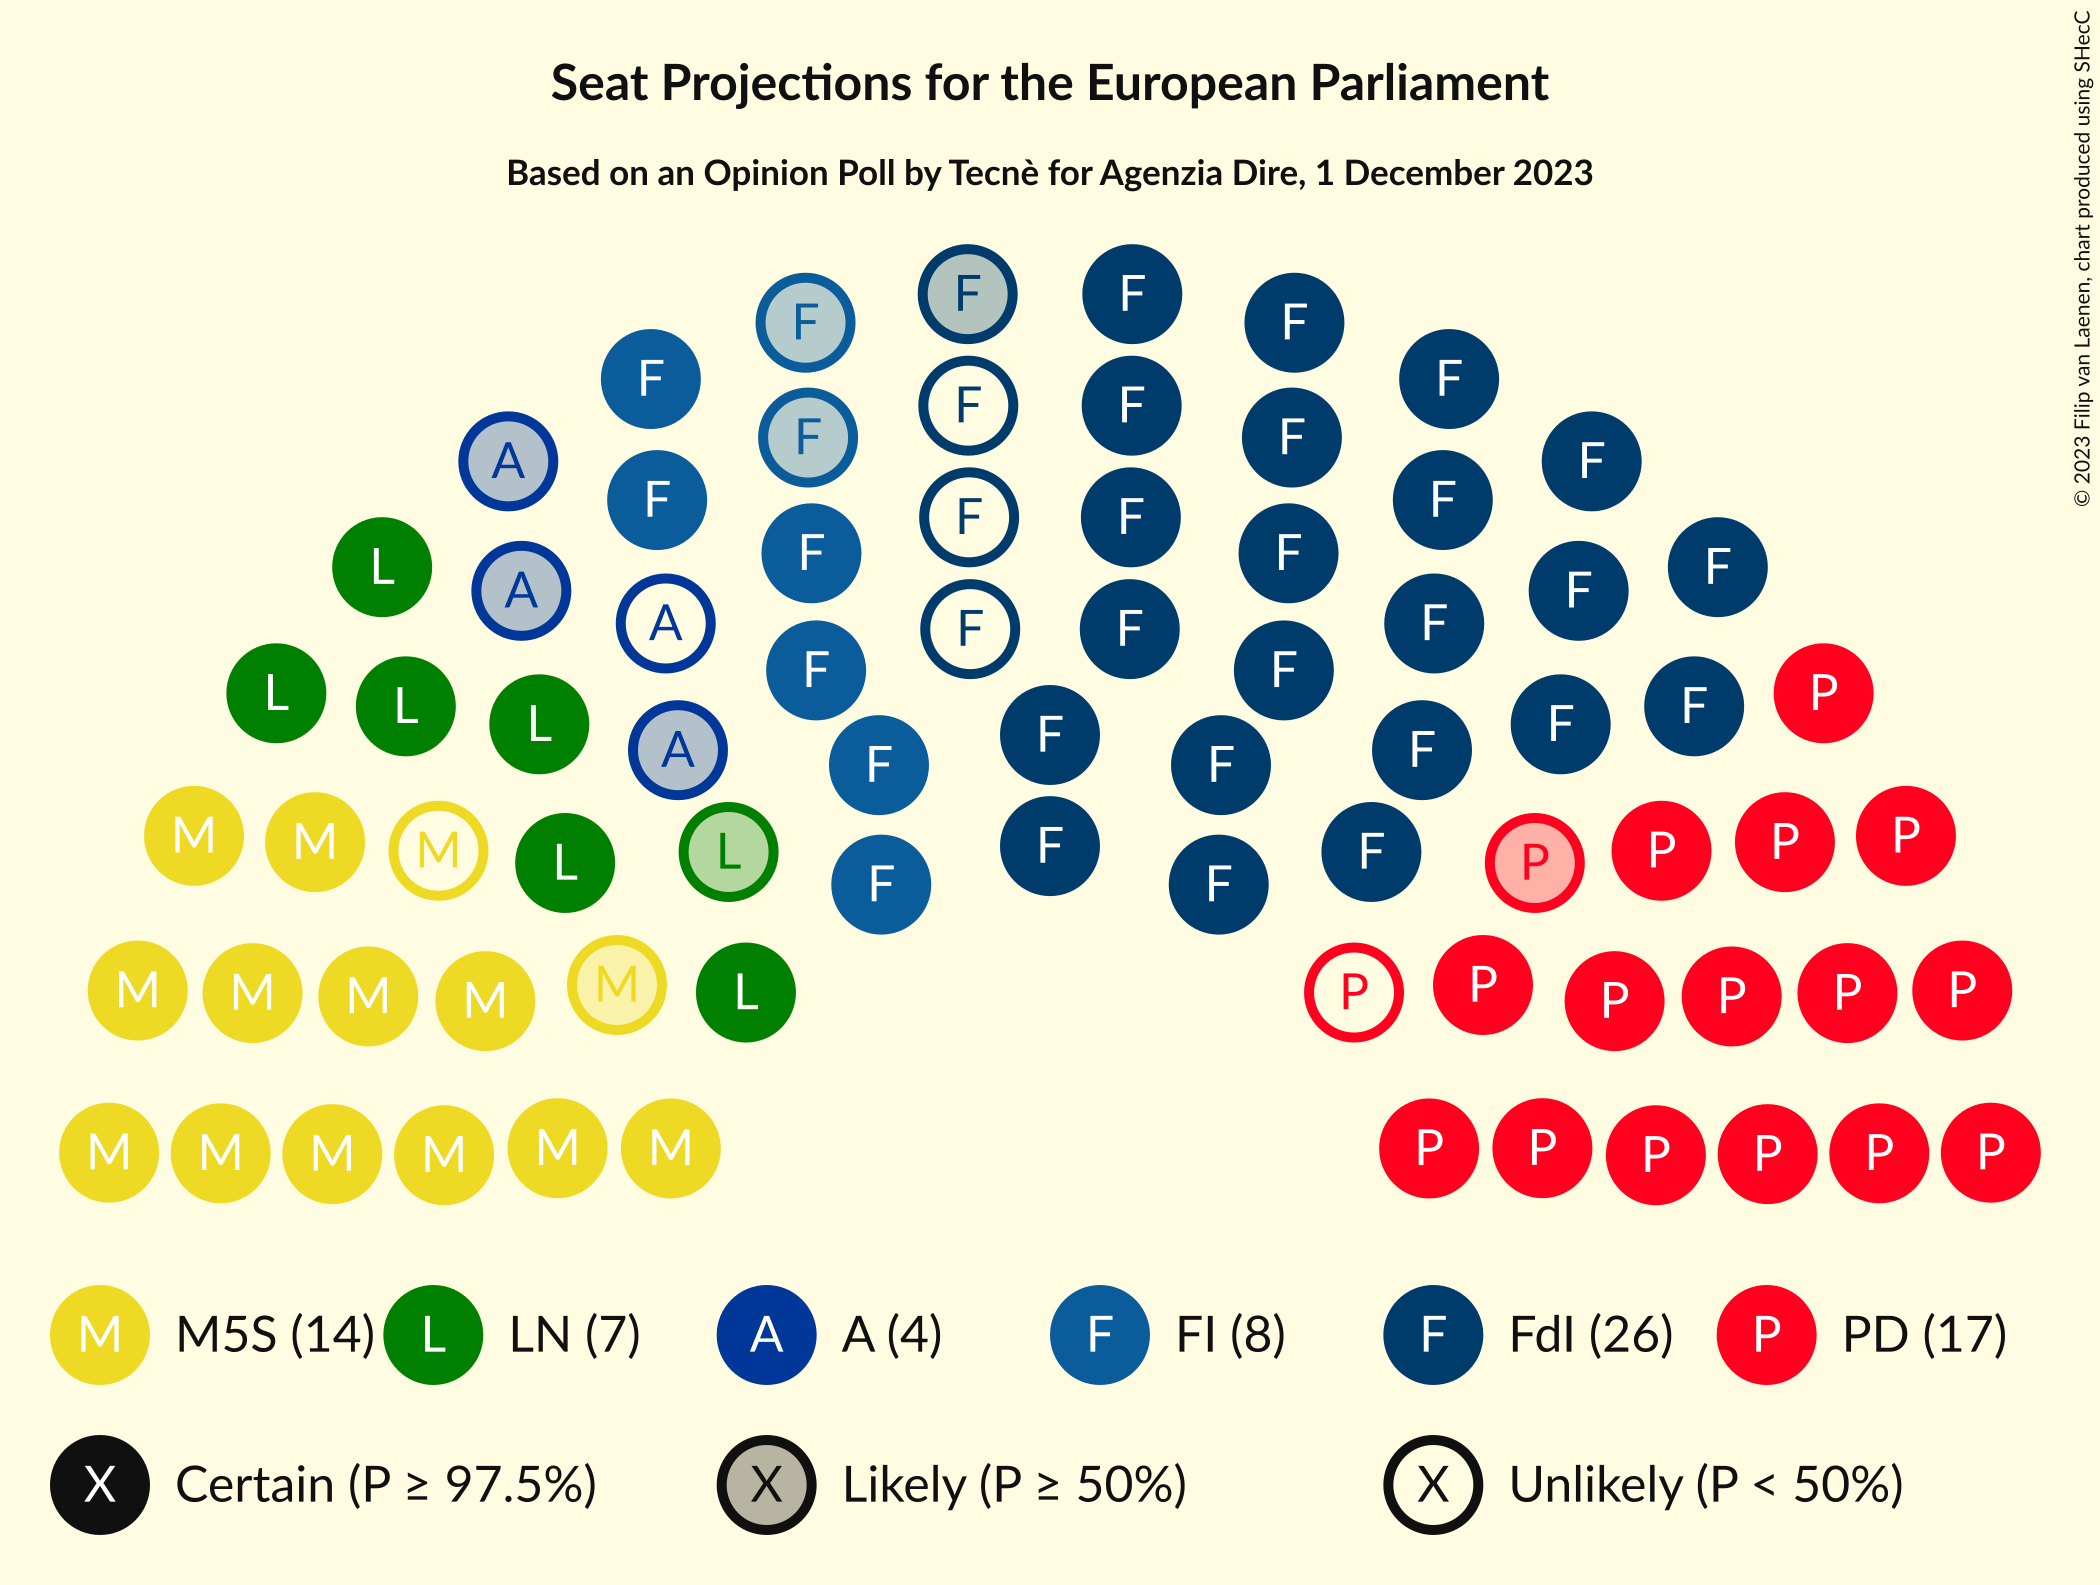 Seat Projections for the European Parliament
Based on an Opinion Poll by Tecnè for Agenzia Dire, 1 December 2023
© 2023 Filip van Laenen, chart produced using SHecC
F F
F F
F F
F F
F F
A A
F F
F F
F F
L F
F F
A F
A F
F F
F F
L P
L F
L F
A F
F F
F
M P
M P
M P
L P
L F
F F
F
M P
M P
M P
M P
M P
L P
M M M M M M P P P P P P
M M5S (14) L LN (7) A A (4) F FI (8) F FdI (26) P PD (17)
X Certain (P ≥ 97.5%) X Likely (P ≥ 50%) X Unlikely (P < 50%)